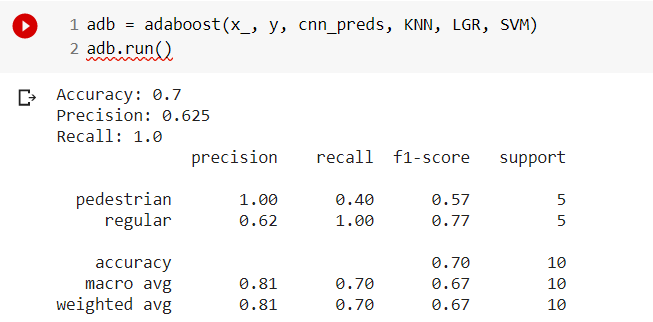 1 adb = adaboost(x_, y, cnn_preds, KNN, LGR, SVM)
2 adb.run()
Accuracy: 0.7
Precision: 0.625
Recall: 1.0
precision recall f1-score support
pedestrian 1.00 0.40 0.57 5
regular 0.62 1.00 0.77 5
accuracy 0.70 10
macro avg 0.81 0.70 0.67 10
weighted avg 0.81 0.70 0.67 10